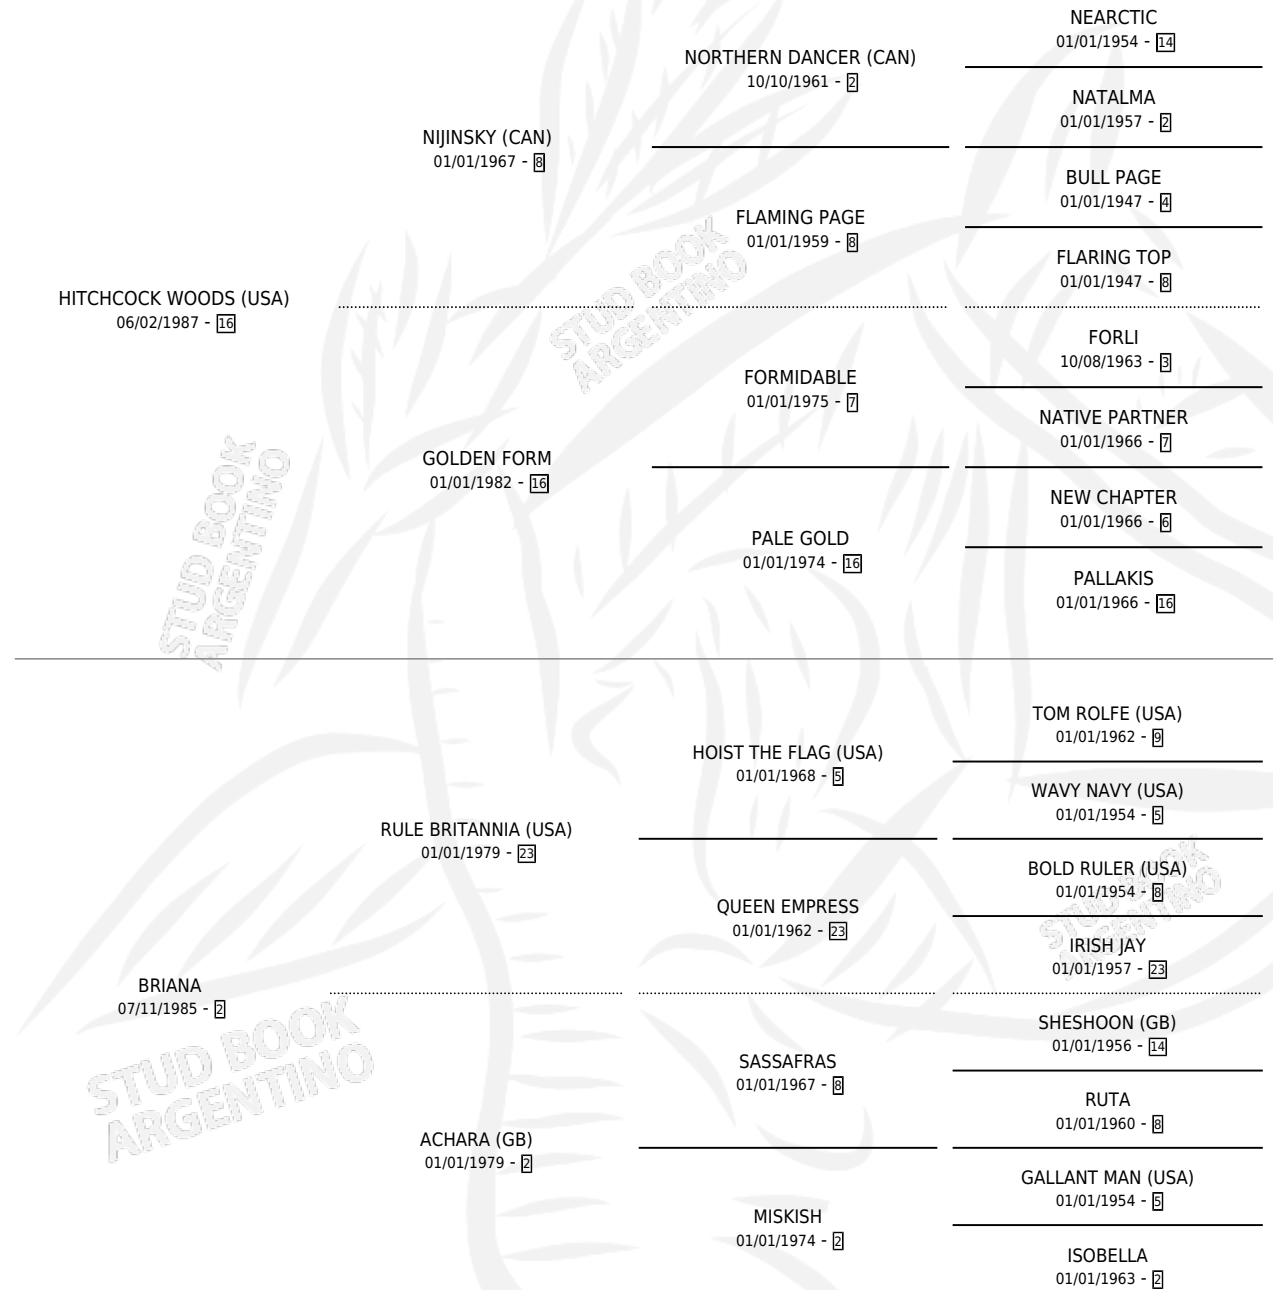 NEARCTIC
01/01/1954 - 14
NORTHERN DANCER (CAN)
10/10/1961 - 2
NATALMA
01/01/1957 - 2
NIJINSKY (CAN)
01/01/1967 - 8
BULL PAGE
01/01/1947 - 4
FLAMING PAGE
01/01/1959 - 8
FLARING TOP
01/01/1947 - 8
HITCHCOCK WOODS (USA)
06/02/1987 - 16
FORLI
10/08/1963 - 3
FORMIDABLE
01/01/1975 - 7
NATIVE PARTNER
01/01/1966 - 7
GOLDEN FORM
01/01/1982 - 16
NEW CHAPTER
01/01/1966 - 6
PALE GOLD
01/01/1974 - 16
PALLAKIS
01/01/1966 - 16
TOM ROLFE (USA)
01/01/1962 - 9
HOIST THE FLAG (USA)
01/01/1968 - 5
WAVY NAVY (USA)
01/01/1954 - 5
RULE BRITANNIA (USA)
01/01/1979 - 23
BOLD RULER (USA)
01/01/1954 - 8
QUEEN EMPRESS
01/01/1962 - 23
IRISH JAY
01/01/1957 - 23
BRIANA
07/11/1985 - 2
SHESHOON (GB)
01/01/1956 - 14
SASSAFRAS
01/01/1967 - 8
RUTA
01/01/1960 - 8
ACHARA (GB)
01/01/1979 - 2
GALLANT MAN (USA)
01/01/1954 - 5
MISKISH
01/01/1974 - 2
ISOBELLA
01/01/1963 - 2
STUD BOOK
ARGENTINO
STUD BOOK
ARGENTINO
STUD BOOK
ARGENTINO
STUD BOOK
ARGENTINO